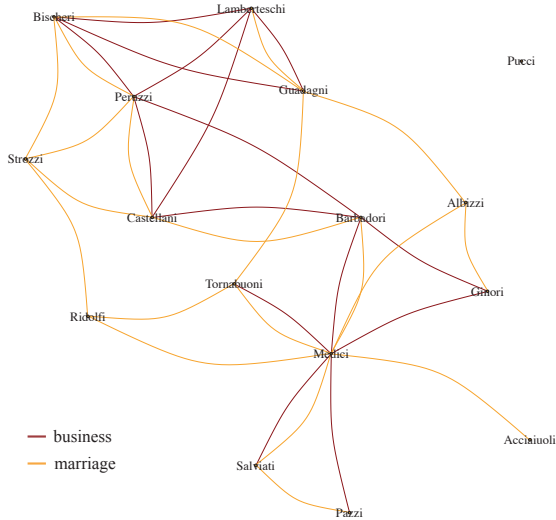 Lamberteschi
Bischeri
Pucci
Guadagni
Peruzzi
Strozzi
Albizzi
Castellani
Barbadori
Tornabuoni
Ginori
Ridolfi
Medici
business
Acciaiuoli
marriage
Salviati
Pazzi